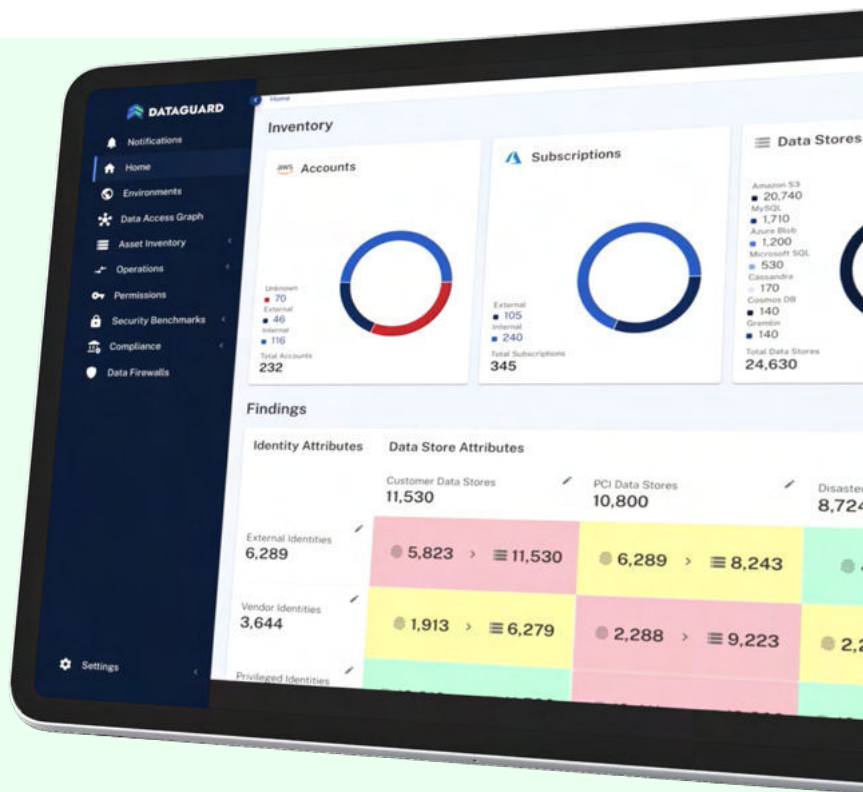 DATAGUARD
Notifications
Home
Environments
Data Access Graph
Asset Inventory
Operations
Permissions
Security Benchmarks
Compliance
Data Firewalls
Settings
Home
Inventory
aws Accounts
Unknown
70
External
46
Internal
116
Total Accounts
232
Subscriptions
External
105
Internal
240
Total Subscriptions
345
Data Stores
Amazon S3
20,740
MySQL
1,710
Azure Blob
1,200
Microsoft SQL
530
Cassandra
170
Cosmos DB
140
Gremlin
140
Total Data Stores
24,630
Findings
Identity Attributes
Data Store Attributes
Customer Data Stores
11,530
PCI Data Stores
10,800
Disaster
8,724
External Identities
6,289
5,823 > 11,530
6,289 > 8,243
Vendor Identities
3,644
1,913 > 6,279
2,288 > 9,223
Privileged Identities